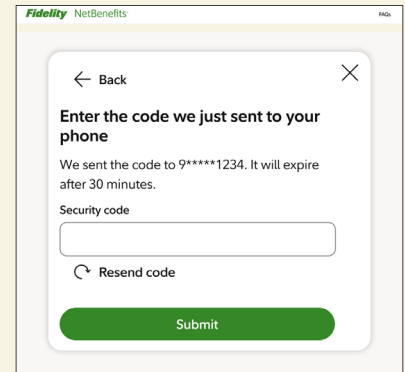 Fidelity NetBenefits
FAQs
Back
Enter the code we just sent to your
phone
We sent the code to 9*****1234. It will expire
after 30 minutes.
Security code
Resend code
Submit